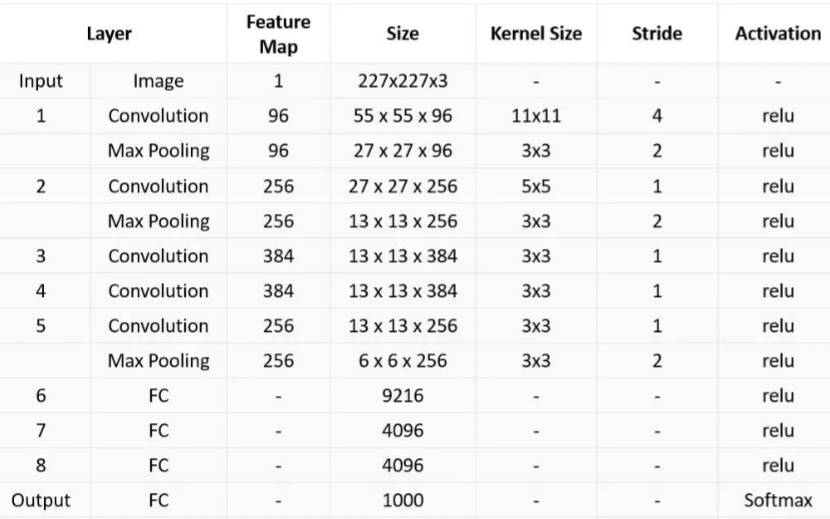 Layer Feature Map Size Kernel Size Stride Activation
Input Image 1 227x227x3 - - -
1 Convolution 96 55 x 55 x 96 11x11 4 relu
Max Pooling 96 27 x 27 x 96 3x3 2 relu
2 Convolution 256 27 x 27 x 256 5x5 1 relu
Max Pooling 256 13 x 13 x 256 3x3 2 relu
3 Convolution 384 13 x 13 x 384 3x3 1 relu
4 Convolution 384 13 x 13 x 384 3x3 1 relu
5 Convolution 256 13 x 13 x 256 3x3 1 relu
Max Pooling 256 6 x 6 x 256 3x3 2 relu
6 FC - 9216 - - relu
7 FC - 4096 - - relu
8 FC - 4096 - - relu
Output FC - 1000 - - Softmax